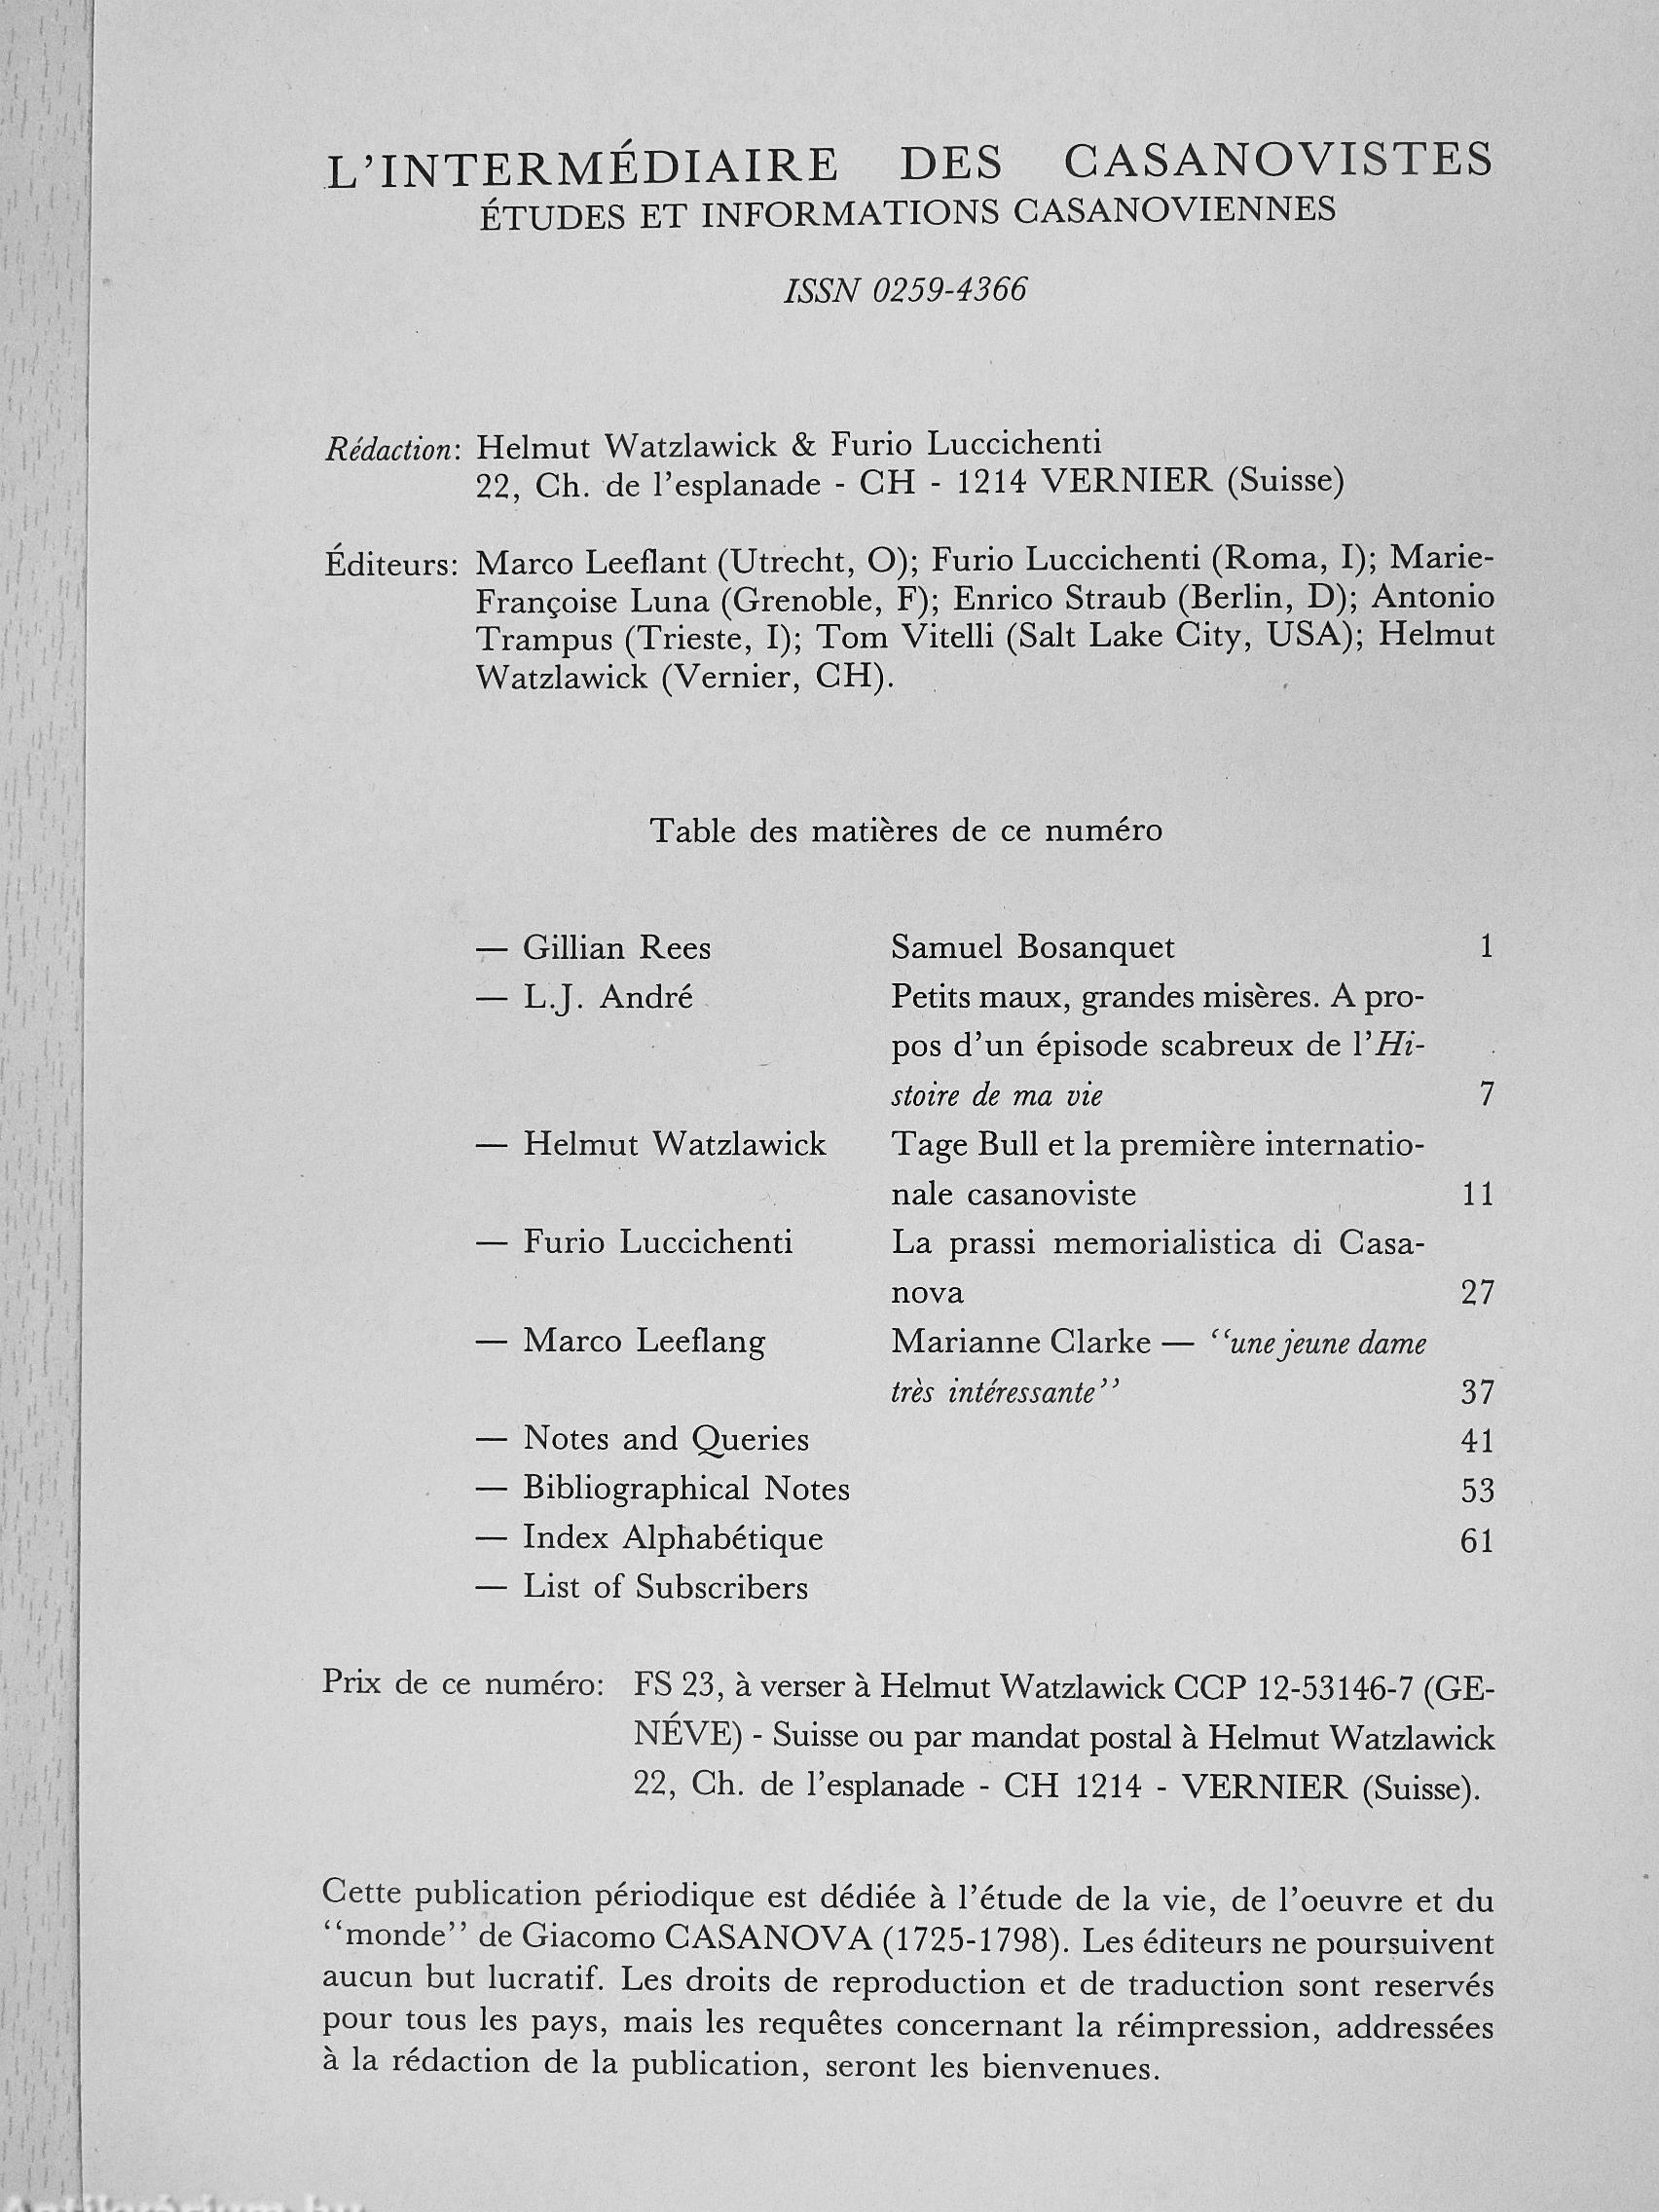 L'INTERMÉDIAIRE DES CASANOVISTES
ÉTUDES ET INFORMATIONS CASANOVIENNES
ISSN 0259-4366
Rédaction: Helmut Watzlawick & Furio Luccichenti
22, Ch. de l'esplanade - CH - 1214 VERNIER (Suisse)
Éditeurs: Marco Leeflant (Utrecht, O); Furio Luccichenti (Roma, I); Marie-
Françoise Luna (Grenoble, F); Enrico Straub (Berlin, D); Antonio
Trampus (Trieste, I); Tom Vitelli (Salt Lake City, USA); Helmut
Watzlawick (Vernier, CH).
Table des matières de ce numéro
— Gillian Rees Samuel Bosanquet 1
— L.J. André Petits maux, grandes misères. A pro-
pos d'un épisode scabreux de l'Hi-
stoire de ma vie 7
— Helmut Watzlawick Tage Bull et la première internatio-
nale casanoviste 11
— Furio Luccichenti La prassi memorialistica di Casa-
nova 27
— Marco Leeflang Marianne Clarke — ''une jeune dame
très intéressante'' 37
— Notes and Queries 41
— Bibliographical Notes 53
— Index Alphabétique 61
— List of Subscribers
Prix de ce numéro: FS 23, à verser à Helmut Watzlawick CCP 12-53146-7 (GE-
NÉVE) - Suisse ou par mandat postal à Helmut Watzlawick
22, Ch. de l'esplanade - CH 1214 - VERNIER (Suisse).
Cette publication périodique est dédiée à l'étude de la vie, de l'oeuvre et du
''monde'' de Giacomo CASANOVA (1725-1798). Les éditeurs ne poursuivent
aucun but lucratif. Les droits de reproduction et de traduction sont reservés
pour tous les pays, mais les requêtes concernant la réimpression, addressées
à la rédaction de la publication, seront les bienvenues.